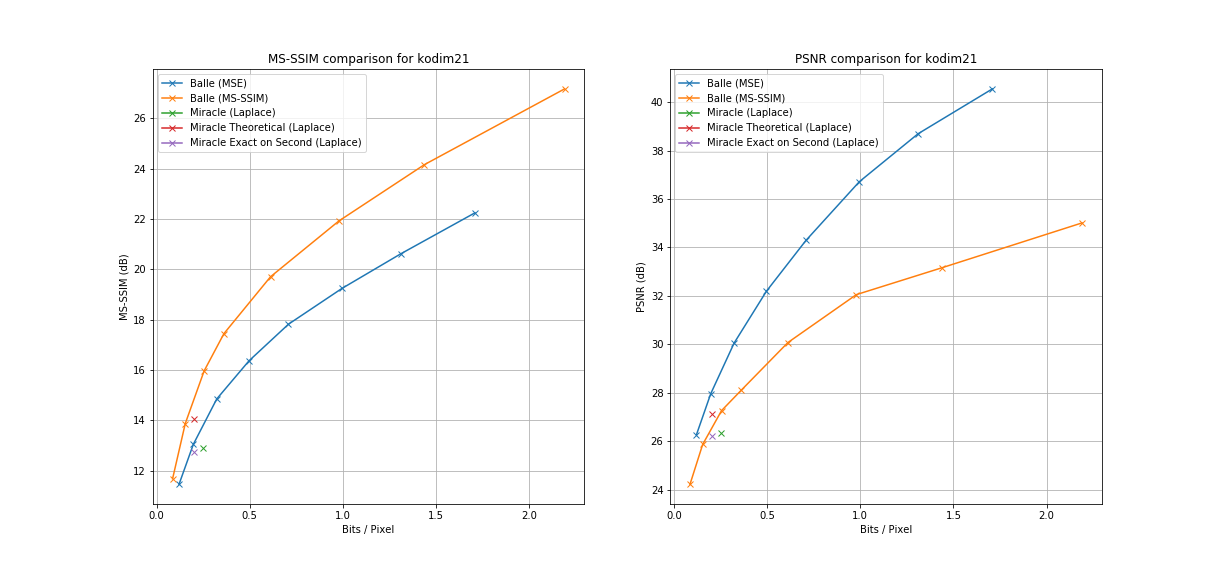 MS-SSIM comparison for kodim21
Balle (MSE)
Balle (MS-SSIM)
Miracle (Laplace)
Miracle Theoretical (Laplace)
Miracle Exact on Second (Laplace)
26
24
22
20
18
16
14
12
MS-SSIM (dB)
0.0 0.5 1.0 1.5 2.0
Bits / Pixel
PSNR comparison for kodim21
Balle (MSE)
Balle (MS-SSIM)
Miracle (Laplace)
Miracle Theoretical (Laplace)
Miracle Exact on Second (Laplace)
40
38
36
34
32
30
28
26
24
PSNR (dB)
0.0 0.5 1.0 1.5 2.0
Bits / Pixel